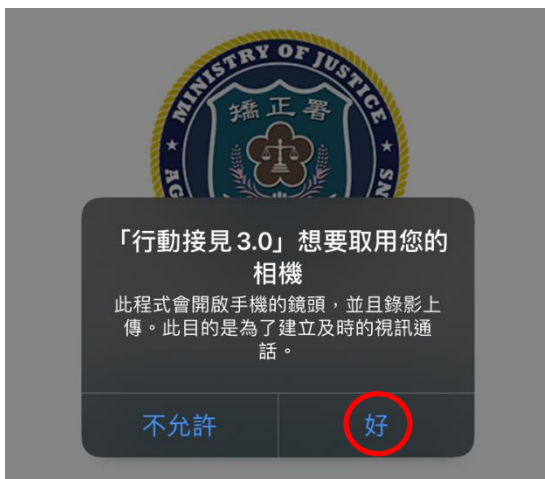 MINISTRY OF JUSTICE
矯正署
「行動接見 3.0」想要取用您的
相機
此程式會開啟手機的鏡頭，並且錄影上
傳。此目的是為了建立及時的視訊通
話。
不允許
好